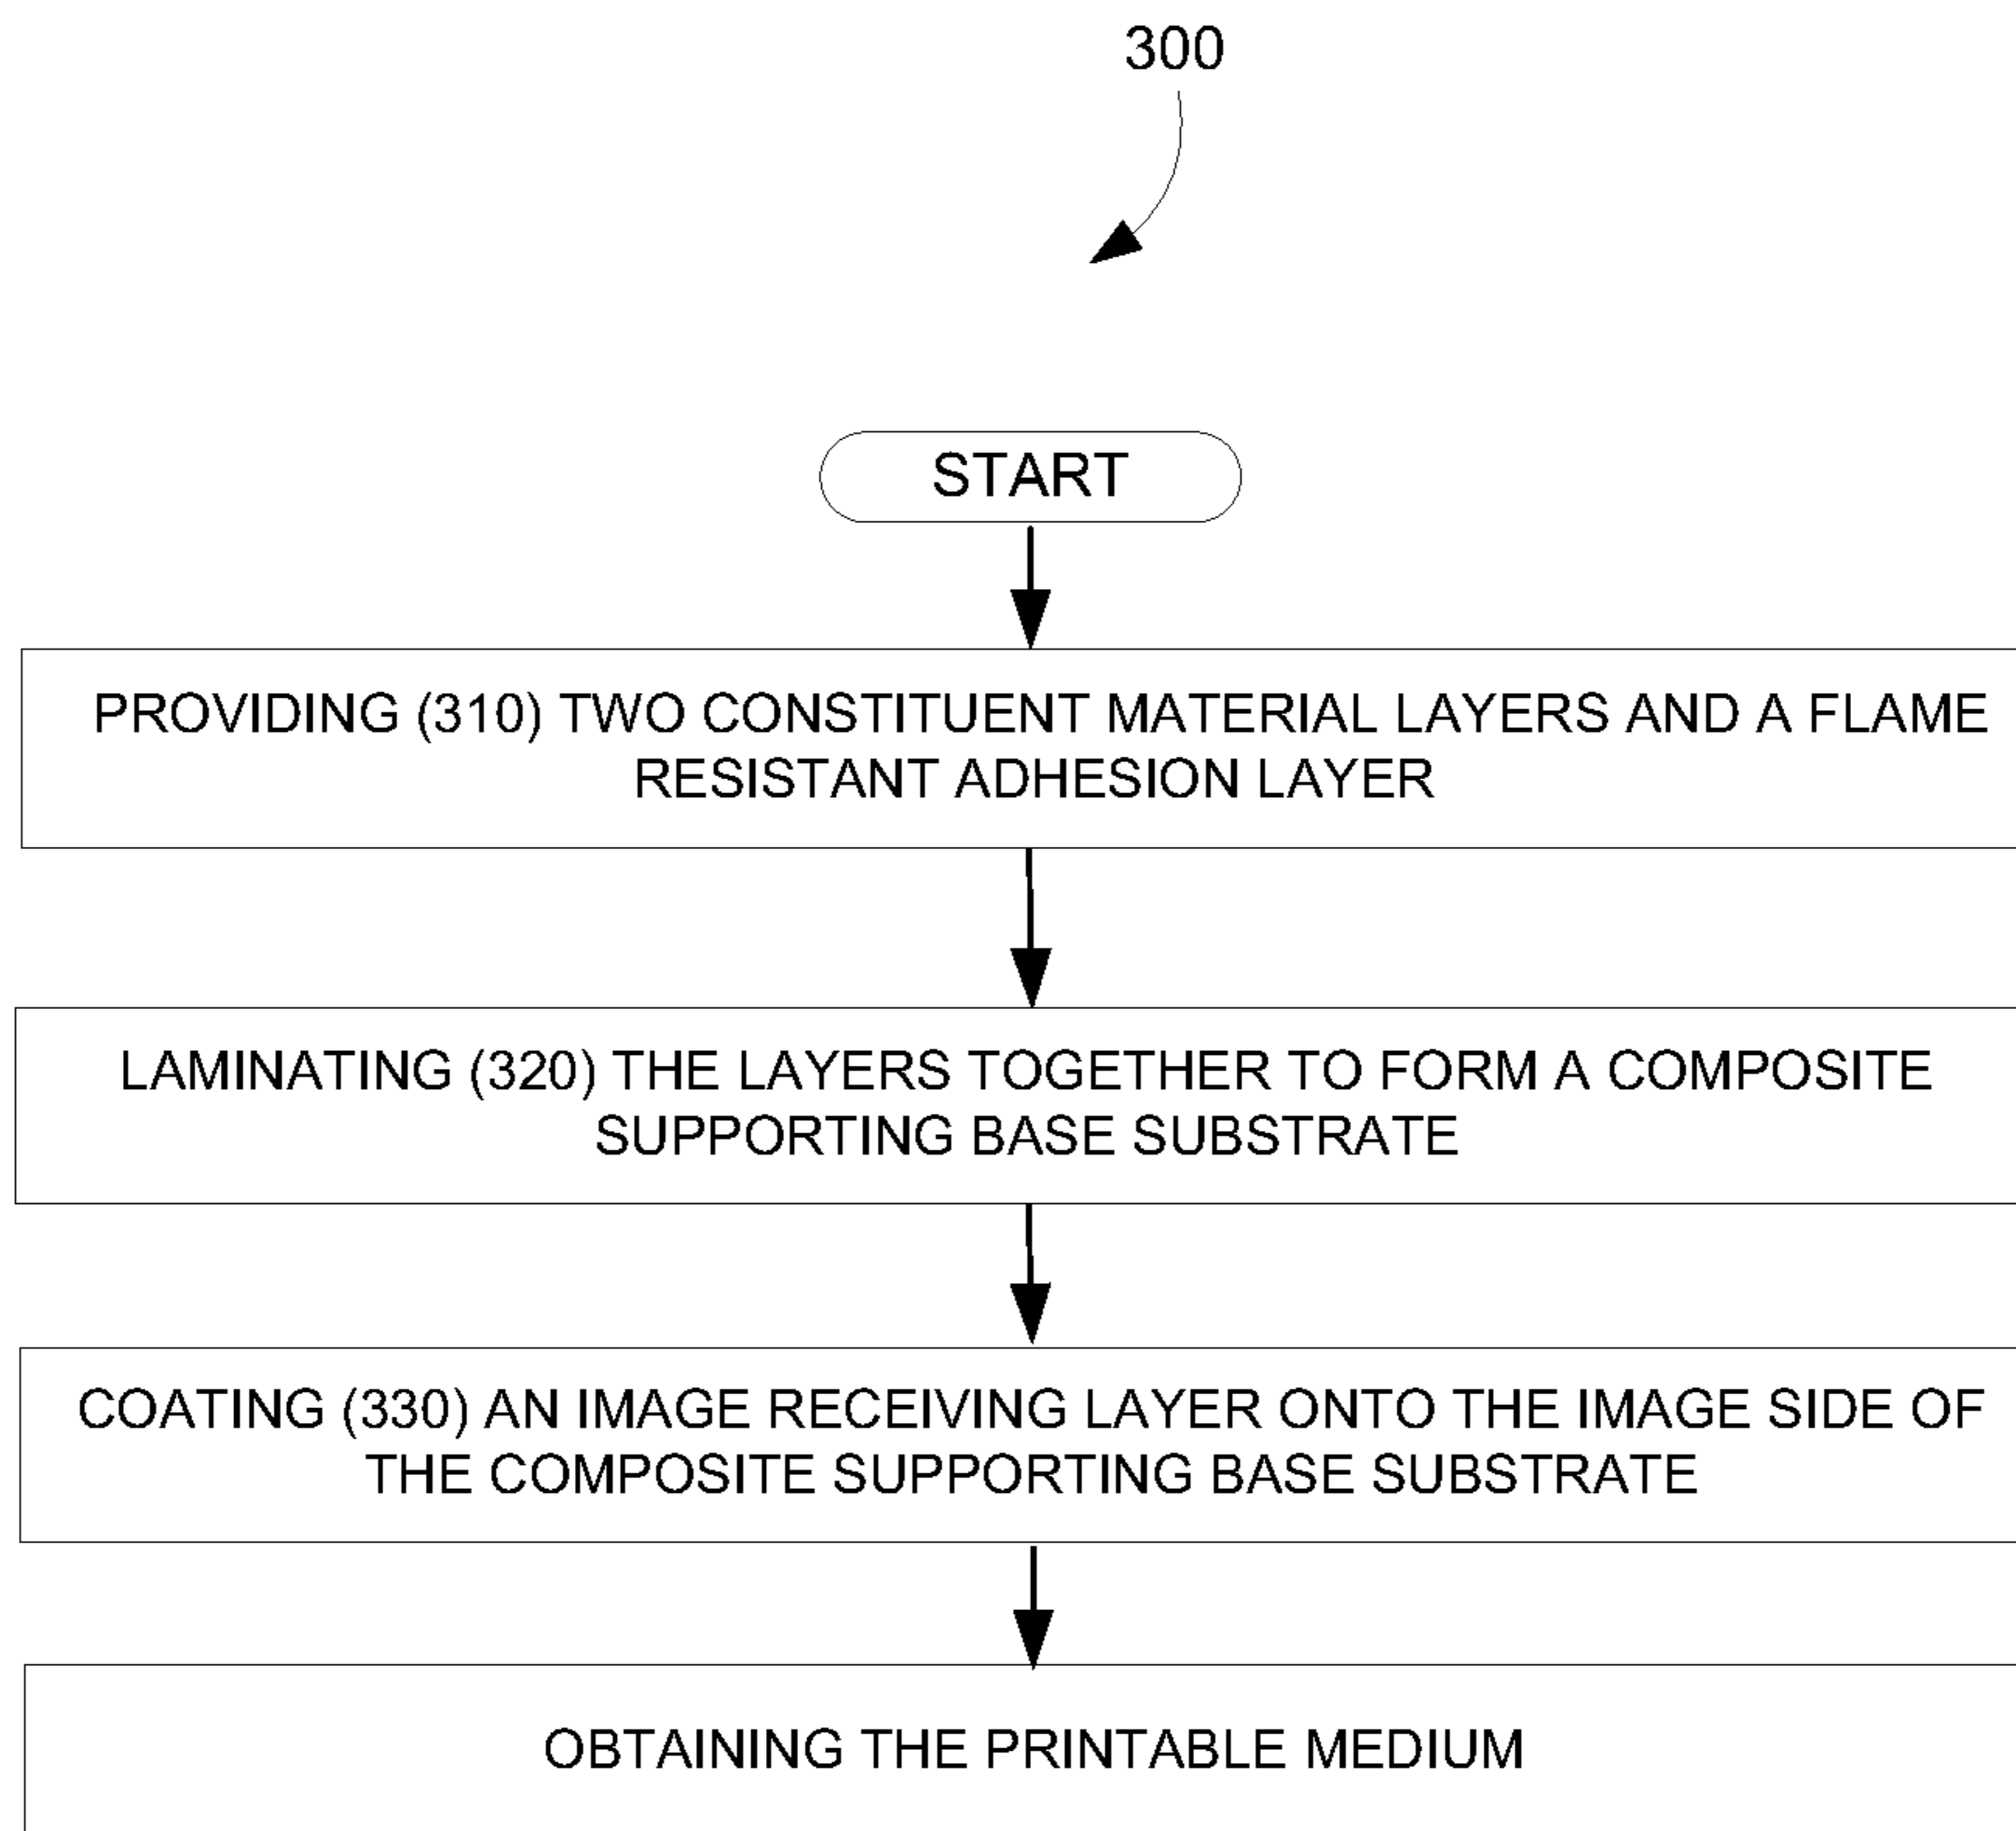 300
START
PROVIDING (310) TWO CONSTITUENT MATERIAL LAYERS AND A FLAME
RESISTANT ADHESION LAYER
LAMINATING (320) THE LAYERS TOGETHER TO FORM A COMPOSITE
SUPPORTING BASE SUBSTRATE
COATING (330) AN IMAGE RECEIVING LAYER ONTO THE IMAGE SIDE OF
THE COMPOSITE SUPPORTING BASE SUBSTRATE
OBTAINING THE PRINTABLE MEDIUM